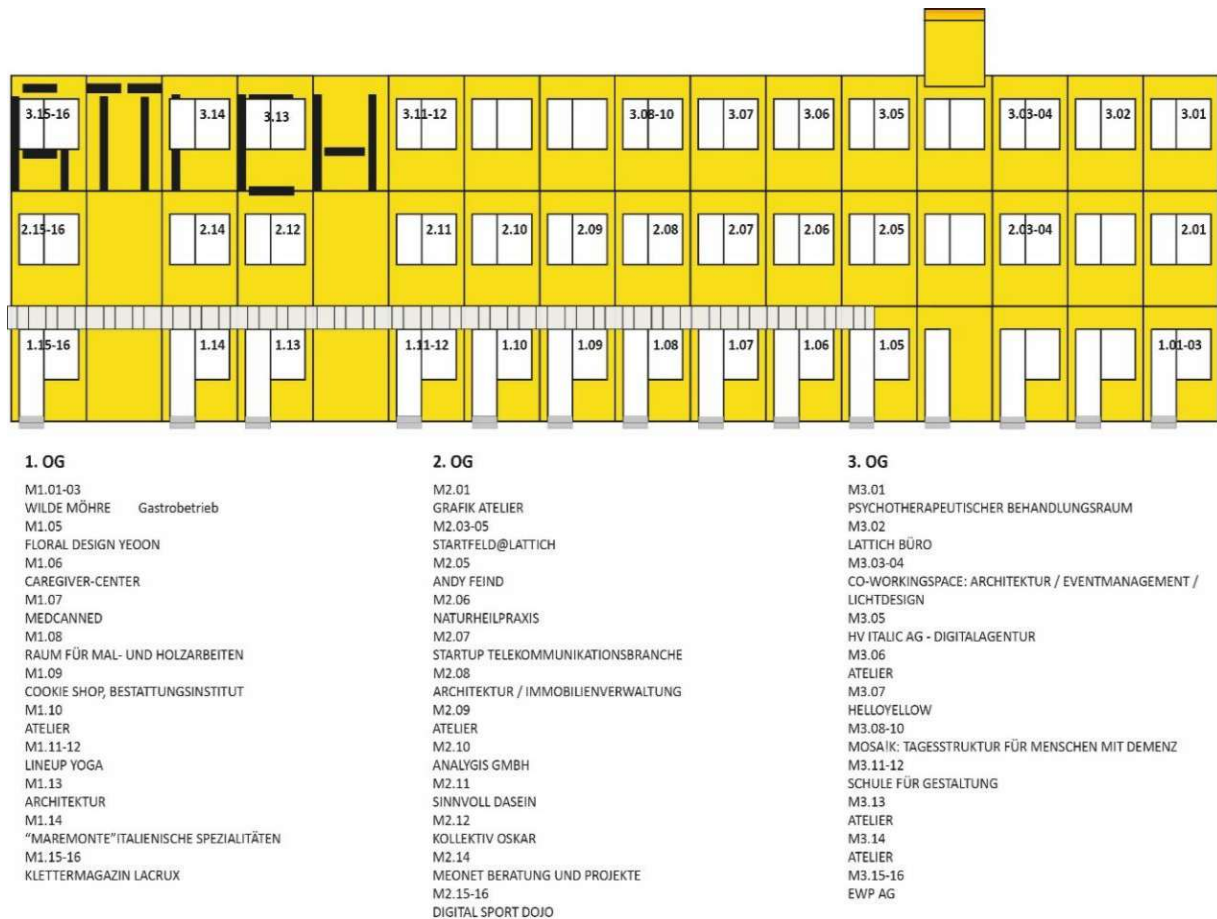 3.15-16 3.14 3.13 3.11-12 3.08-10 3.07 3.06 3.05 3.03-04 3.02 3.01
2.15-16 2.14 2.12 2.11 2.10 2.09 2.08 2.07 2.06 2.05 2.03-04 2.01
1.15-16 1.14 1.13 1.11-12 1.10 1.09 1.08 1.07 1.06 1.05 1.01-03
1. OG
M1.01-03
WILDE MÖHRE Gastrobetrieb
M1.05
FLORAL DESIGN YEOON
M1.06
CAREGIVER-CENTER
M1.07
MEDCANNED
M1.08
RAUM FÜR MAL- UND HOLZARBEITEN
M1.09
COOKIE SHOP, BESTATTUNGSINSTITUT
M1.10
ATELIER
M1.11-12
LINEUP YOGA
M1.13
ARCHITEKTUR
M1.14
“MAREMONTE”ITALIENISCHE SPEZIALITÄTEN
M1.15-16
KLETTERMAGAZIN LACRUX
2. OG
M2.01
GRAFIK ATELIER
M2.03-05
STARTFELD@LATTICH
M2.05
ANDY FEIND
M2.06
NATURHEILPRAXIS
M2.07
STARTUP TELEKOMMUNIKATIONSBRANCHE
M2.08
ARCHITEKTUR / IMMOBILIENVERWALTUNG
M2.09
ATELIER
M2.10
ANALYGIS GMBH
M2.11
SINNVOLL DASEIN
M2.12
KOLLEKTIV OSKAR
M2.14
MEONET BERATUNG UND PROJEKTE
M2.15-16
DIGITAL SPORT DOJO
3. OG
M3.01
PSYCHOTHERAPEUTISCHER BEHANDLUNGSRAUM
M3.02
LATTICH BÜRO
M3.03-04
CO-WORKINGSPACE: ARCHITEKTUR / EVENTMANAGEMENT /
LICHTDESIGN
M3.05
HV ITALIC AG - DIGITALAGENTUR
M3.06
ATELIER
M3.07
HELLOYELLOW
M3.08-10
MOSA!K: TAGESSTRUKTUR FÜR MENSCHEN MIT DEMENZ
M3.11-12
SCHULE FÜR GESTALTUNG
M3.13
ATELIER
M3.14
ATELIER
M3.15-16
EWP AG